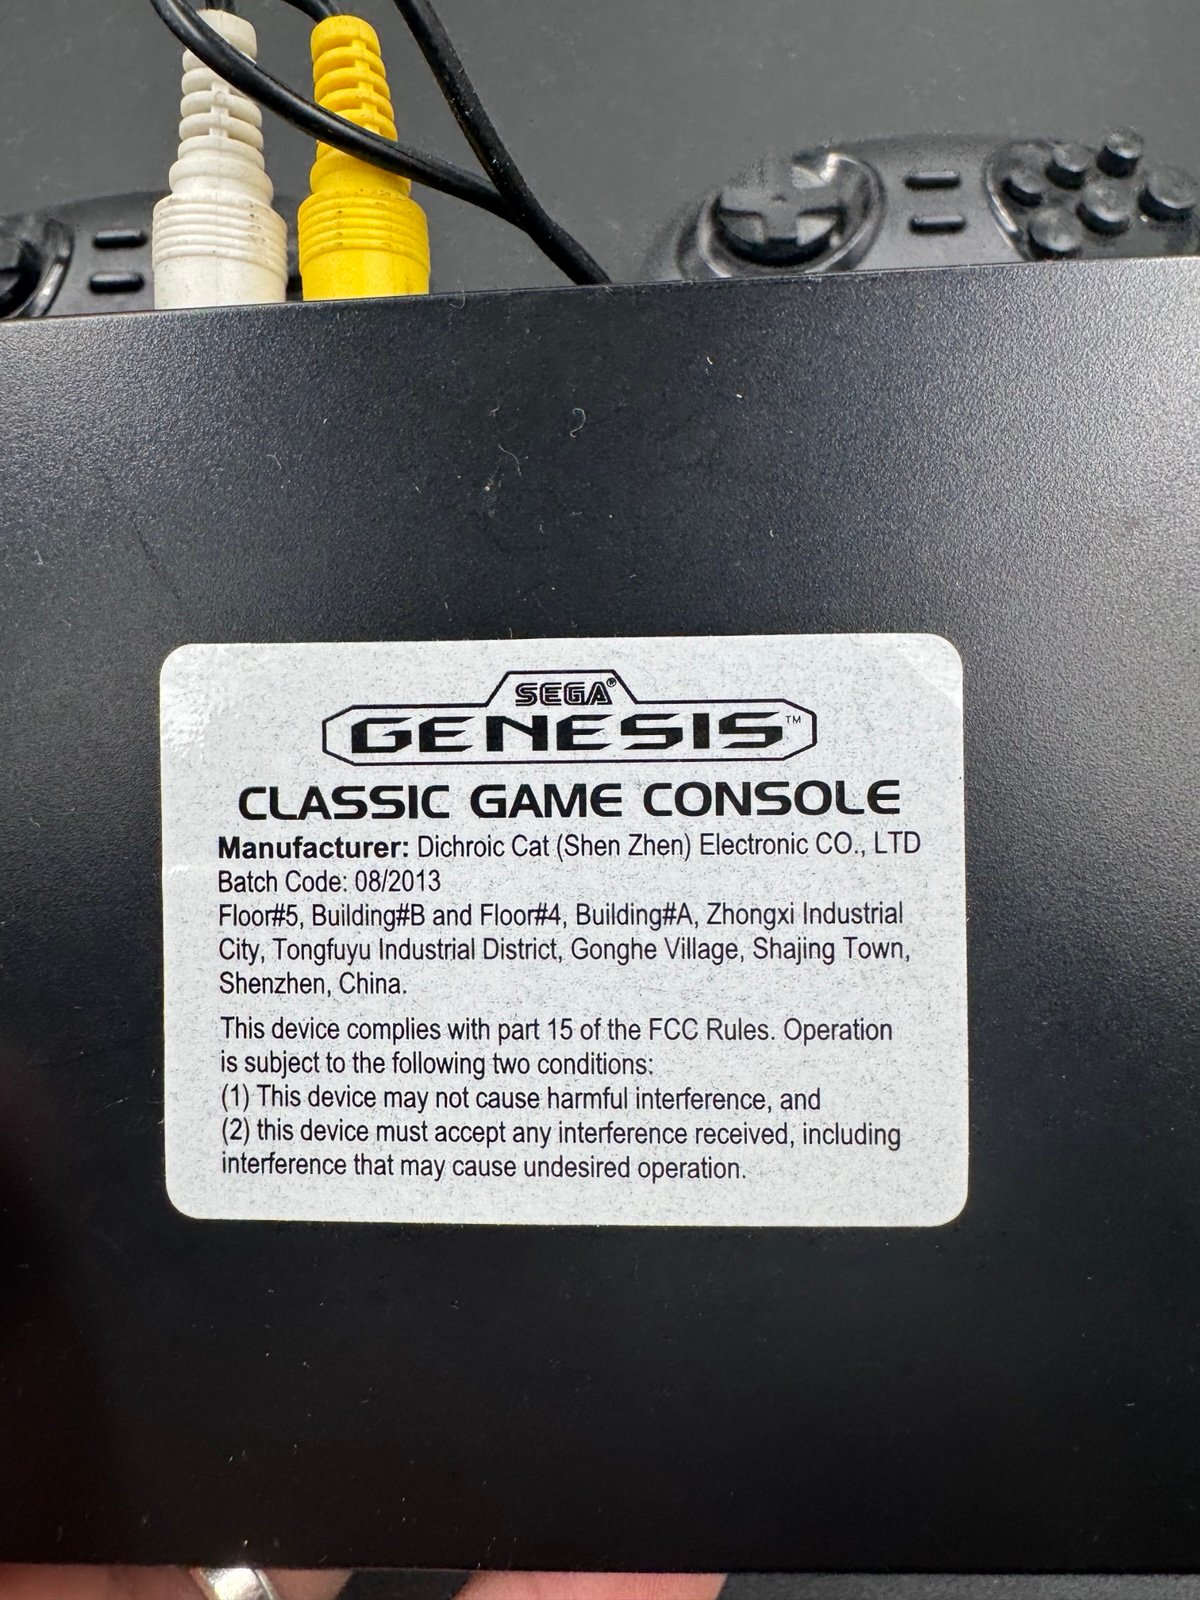 SEGA®
GENESIS™
CLASSIC GAME CONSOLE
Manufacturer: Dichroic Cat (Shen Zhen) Electronic CO., LTD
Batch Code: 08/2013
Floor#5, Building#B and Floor#4, Building#A, Zhongxi Industrial
City, Tongfuyu Industrial District, Gonghe Village, Shajing Town,
Shenzhen, China.
This device complies with part 15 of the FCC Rules. Operation
is subject to the following two conditions:
(1) This device may not cause harmful interference, and
(2) this device must accept any interference received, including
interference that may cause undesired operation.